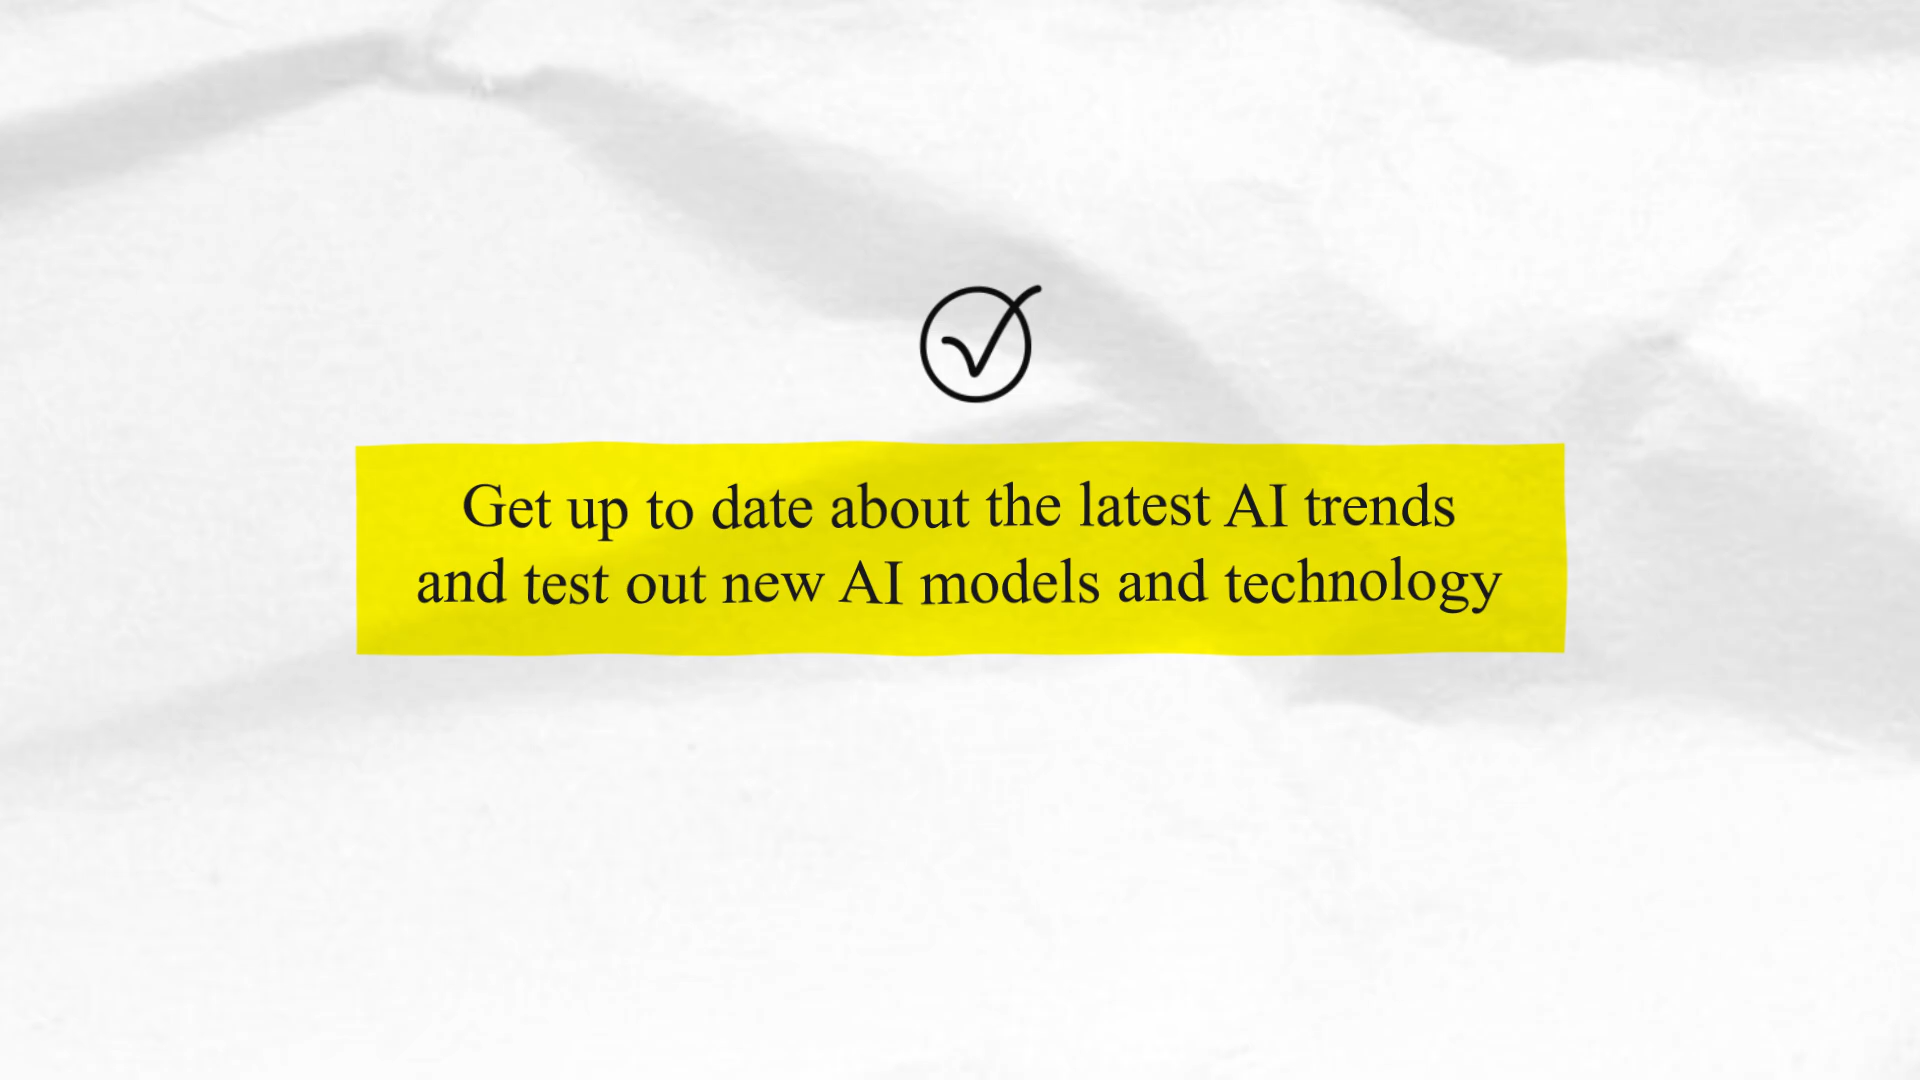 Get up to date about the latest AI trends
and test out new AI models and technology